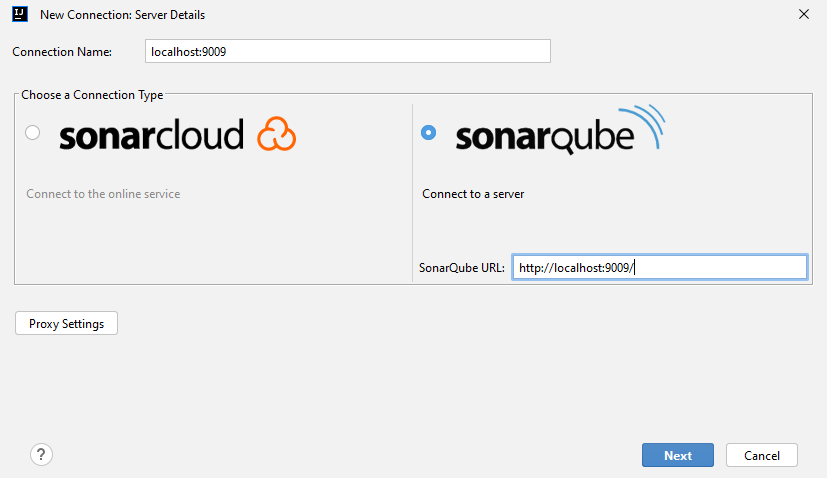 IJ
New Connection: Server Details
Connection Name: localhost:9009
Choose a Connection Type
sonarcloud
sonarqube
Connect to the online service
Connect to a server
SonarQube URL: http://localhost:9009/
Proxy Settings
?
Next
Cancel